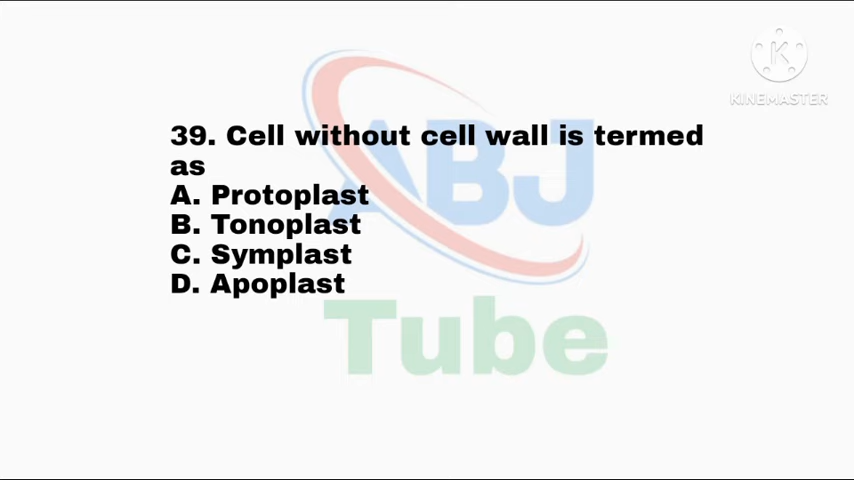 KINEMASTER
39. Cell without cell wall is termed
as
A. Protoplast
B. Tonoplast
C. Symplast
D. Apoplast
ABJ
Tube